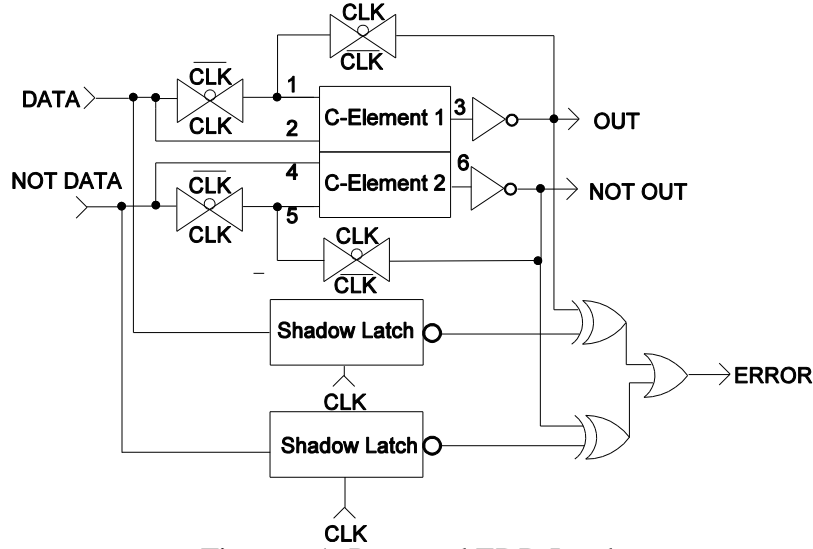 CLK
CLK
CLK
CLK
1
DATA
2
C-Element 1
3
OUT
NOT DATA
4
C-Element 2
6
NOT OUT
CLK
CLK
5
CLK
CLK
Shadow Latch
CLK
ERROR
Shadow Latch
CLK